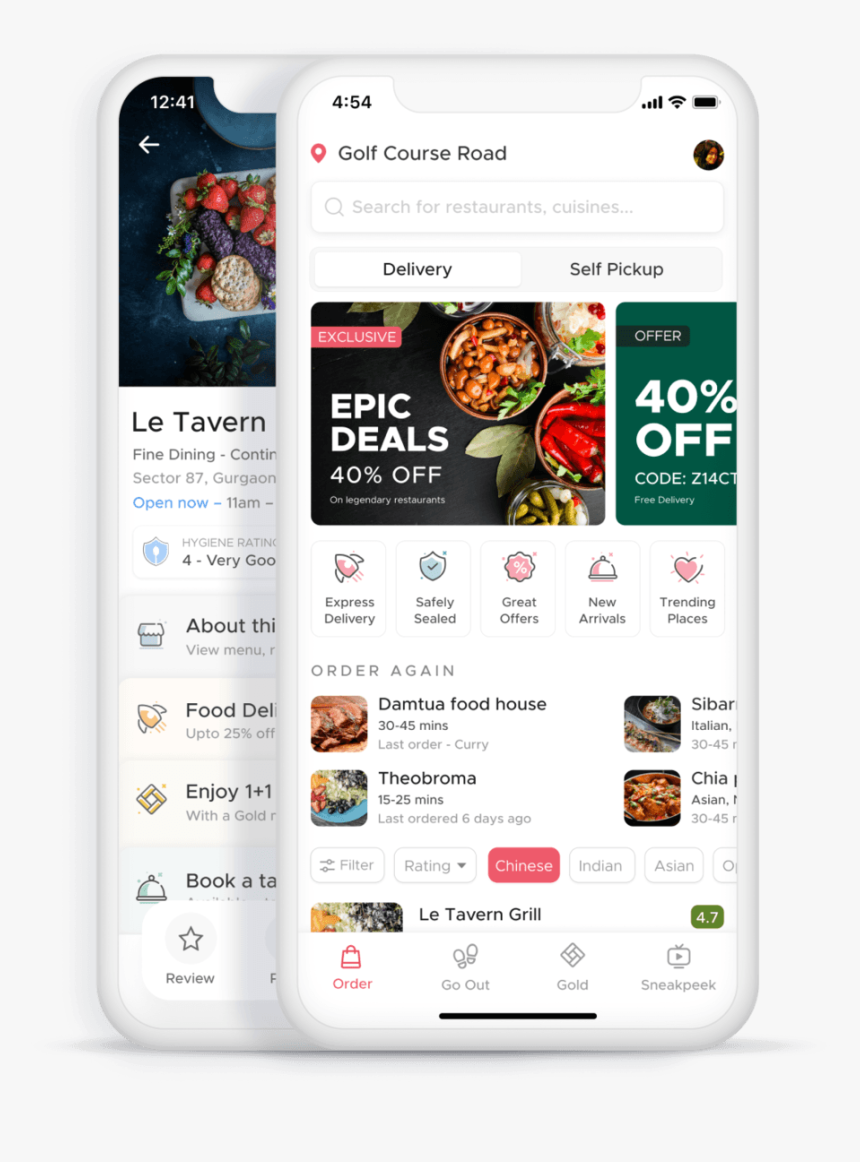 12:41
Le Tavern
Fine Dining - Contin
Sector 87, Gurgaon
Open now – 11am –
HYGIENE RATING
4 - Very Goo
About thi
View menu, r
Food Deli
Upto 25% off
Enjoy 1+1
With a Gold
Book a ta
Review
4:54
Golf Course Road
Search for restaurants, cuisines...
Delivery
Self Pickup
EXCLUSIVE
EPIC
DEALS
40% OFF
On legendary restaurants
OFFER
40%
OFF
CODE: Z14CT
Free Delivery
Express
Delivery
Safely
Sealed
Great
Offers
New
Arrivals
Trending
Places
ORDER AGAIN
Damtua food house
30-45 mins
Last order - Curry
Sibar
Italian,
30-45
Theobroma
15-25 mins
Last ordered 6 days ago
Chia
Asian,
30-45
Filter
Rating
Chinese
Indian
Asian
Le Tavern Grill
4.7
Order
Go Out
Gold
Sneakpeek